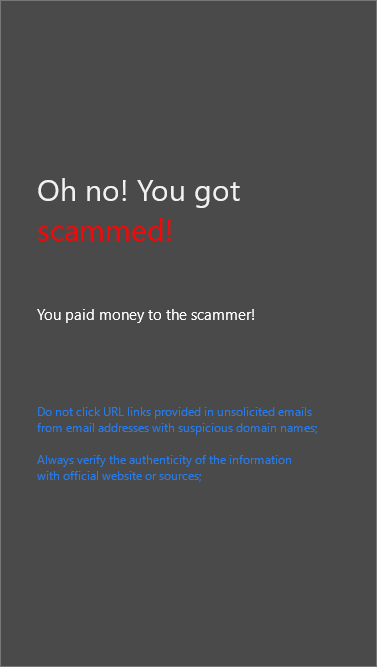 Oh no! You got
scammed!
You paid money to the scammer!
Do not click URL links provided in unsolicited emails
from email addresses with suspicious domain names;
Always verify the authenticity of the information
with official website or sources;